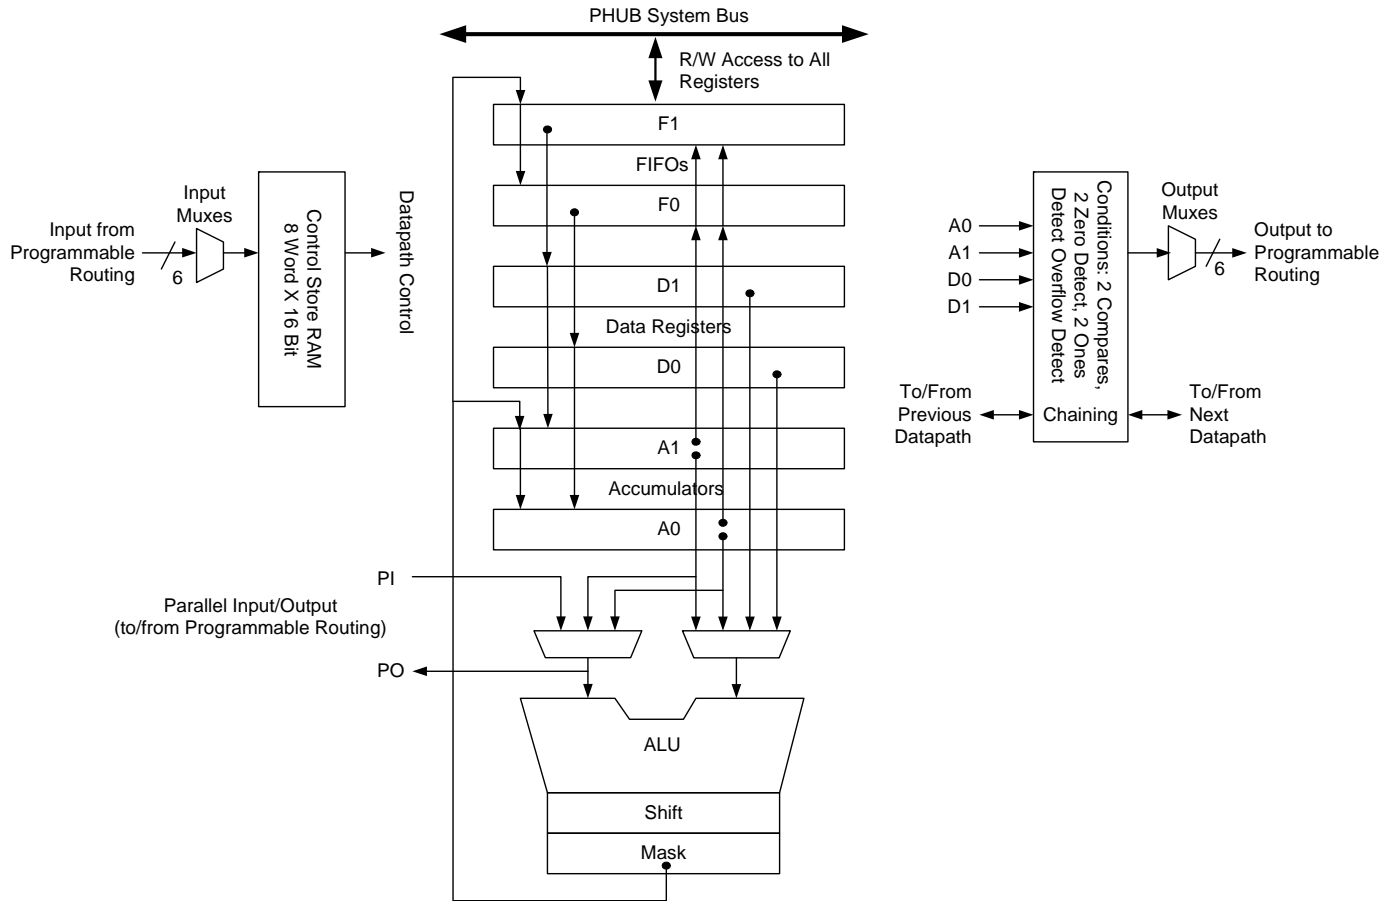 PHUB System Bus
R/W Access to All
Registers
F1
FIFOs
F0
D1
Data Registers
D0
A1
Accumulators
A0
Input from
Programmable
Routing
6
Input
Muxes
Control Store RAM
8 Word X 16 Bit
Datapath Control
PI
Parallel Input/Output
(to/from Programmable Routing)
PO
ALU
Shift
Mask
A0
A1
D0
D1
Conditions: 2 Compares,
2 Zero Detect, 2 Ones
Detect Overflow Detect
Output
Muxes
6
Output to
Programmable
Routing
To/From
Previous
Datapath
Chaining
To/From
Next
Datapath